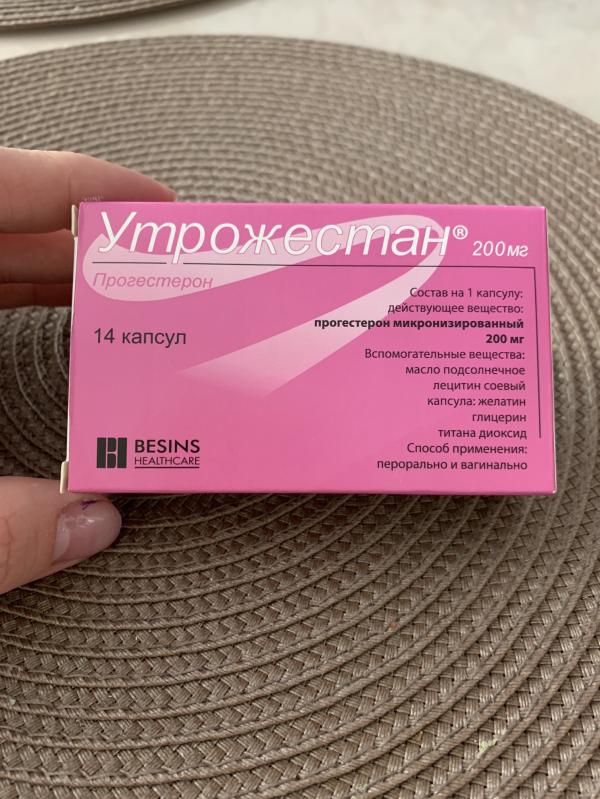 Утрожестан® 200мг
Прогестерон
14 капсул
Состав на 1 капсулу:
действующее вещество:
прогестерон микронизированный
200 мг
Вспомогательные вещества:
масло подсолнечное
лецитин соевый
капсула: желатин
глицерин
титана диоксид
Способ применения:
перорально и вагинально
BESINS
HEALTHCARE